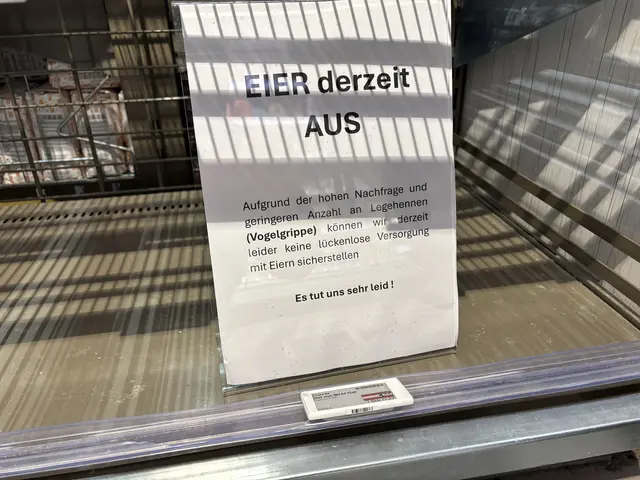 EIER derzeit
AUS
Aufgrund der hohen Nachfrage und
geringeren Anzahl an Legehennen
(Vogelgrippe) können wir derzeit
leider keine lückenlose Versorgung
mit Eiern sicherstellen
Es tut uns sehr leid !